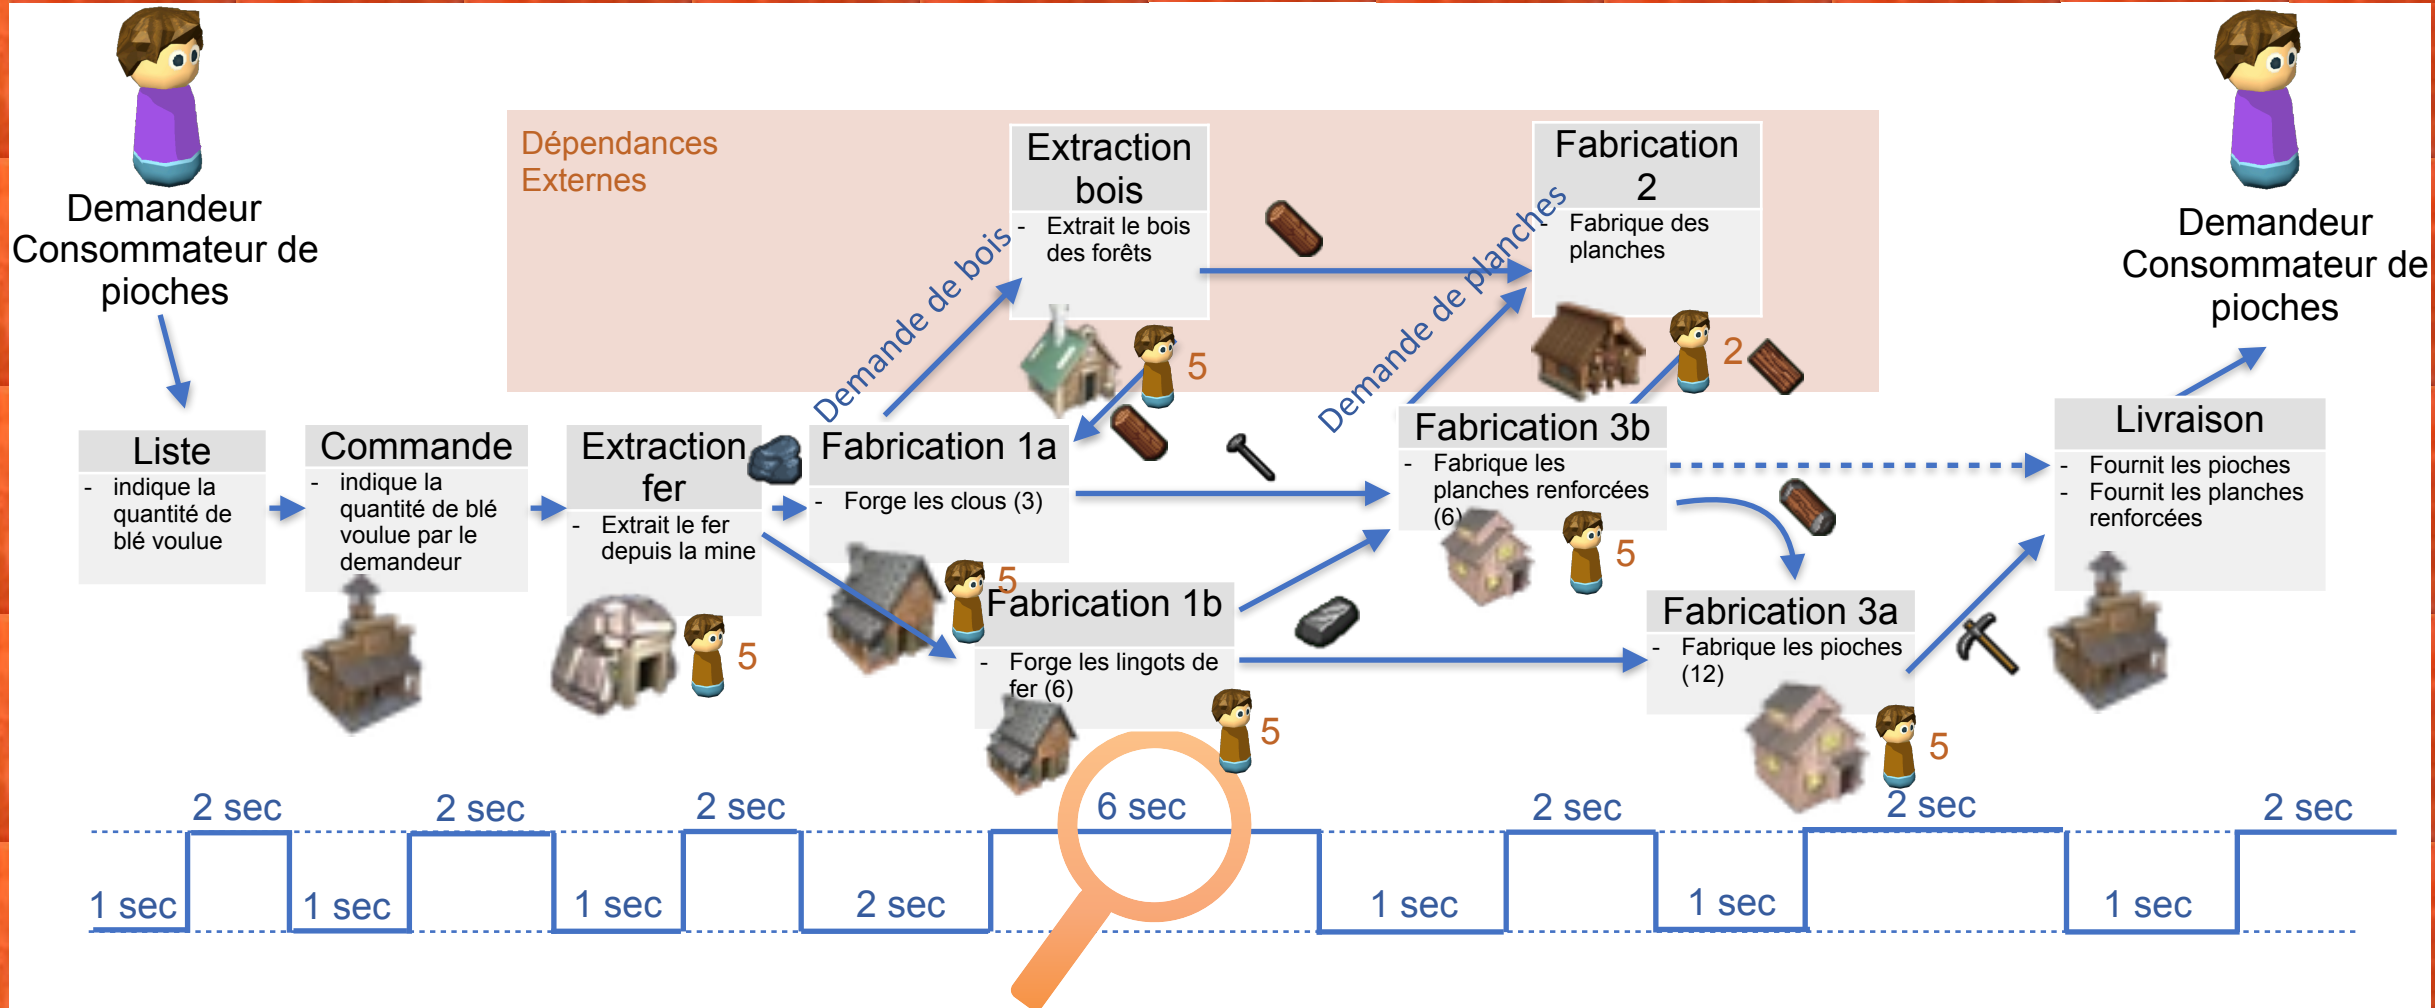 Demandeur
Consommateur de
pioches
Dépendances
Externes
Extraction
bois
- Extrait le bois
des forêts
Fabrication
2
- Fabrique des
planches
Demandeur
Consommateur de
pioches
Demande de bois
Demande de planches
5
2
Liste
- indique la
quantité de
blé voulue
Commande
- indique la
quantité de blé
voulue par le
demandeur
Extraction
fer
- Extrait le fer
depuis la mine
5
Fabrication 1a
- Forge les clous (3)
5
Fabrication 1b
- Forge les lingots de
fer (6)
5
Fabrication 3b
- Fabrique les
planches renforcées
(6)
5
Fabrication 3a
- Fabrique les pioches
(12)
5
Livraison
- Fournit les pioches
- Fournit les planches
renforcées
2 sec
2 sec
2 sec
6 sec
2 sec
2 sec
2 sec
1 sec
1 sec
1 sec
2 sec
1 sec
1 sec
1 sec